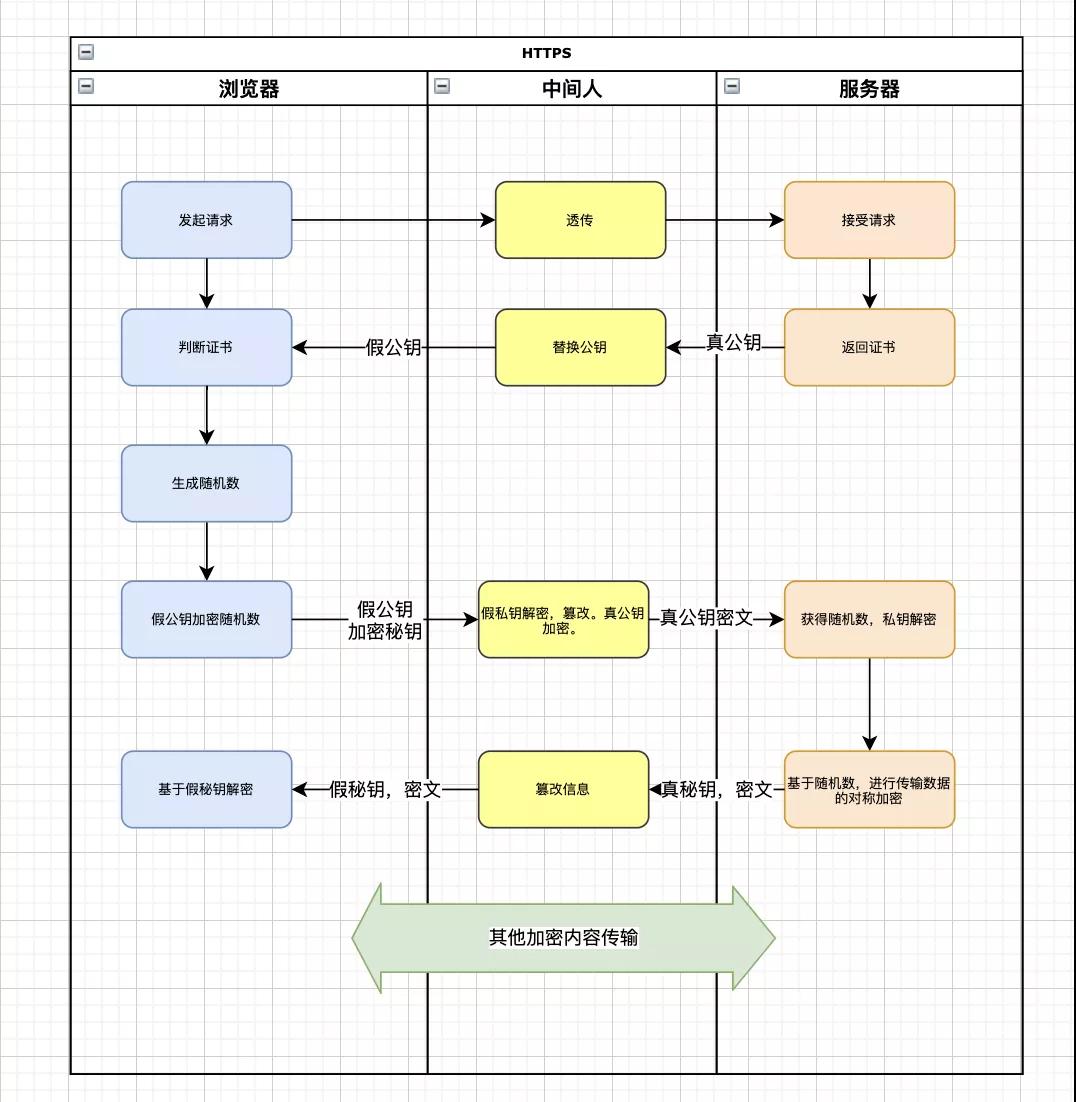 HTTPS
浏览器
中间人
服务器
发起请求
透传
接受请求
判断证书
假公钥
替换公钥
真公钥
返回证书
生成随机数
假公钥加密随机数
假公钥
加密秘钥
假私钥解密，篡改。真公钥
加密。
真公钥密文
获得随机数，私钥解密
基于假秘钥解密
假秘钥，密文
篡改信息
真秘钥，密文
基于随机数，进行传输数据
的对称加密
其他加密内容传输